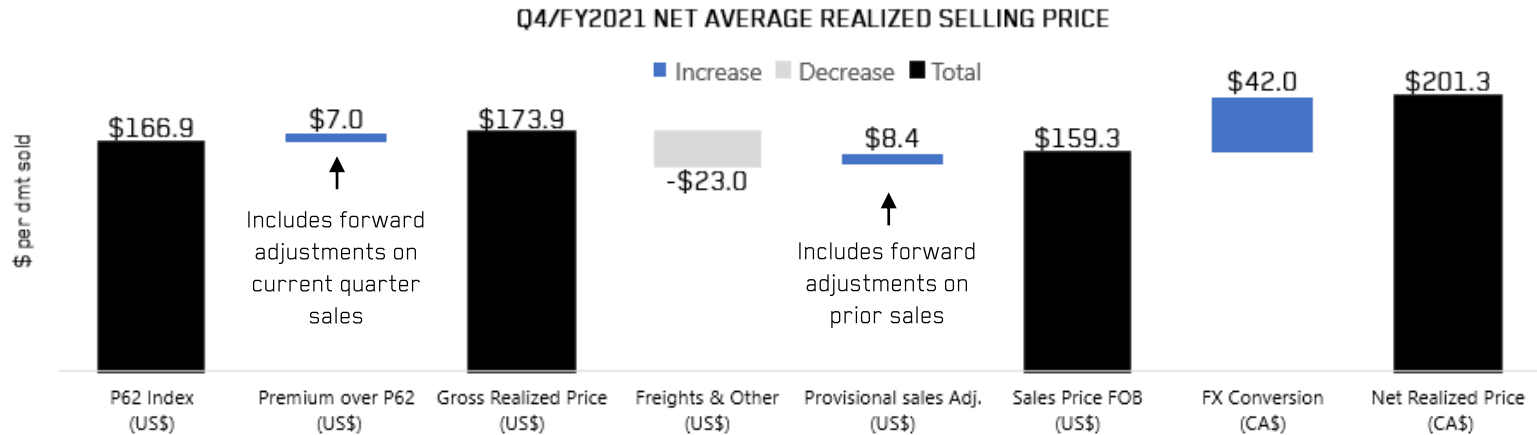 Q4/FY2021 NET AVERAGE REALIZED SELLING PRICE
Increase Decrease Total
$ per dmt sold
$166.9
$7.0
$173.9
-$23.0
$8.4
$159.3
$42.0
$201.3
Includes forward
adjustments on
current quarter
sales
Includes forward
adjustments on
prior sales
P62 Index
(US$)
Premium over P62
(US$)
Gross Realized Price
(US$)
Freights & Other
(US$)
Provisional sales Adj.
(US$)
Sales Price FOB
(US$)
FX Conversion
(CA$)
Net Realized Price
(CA$)